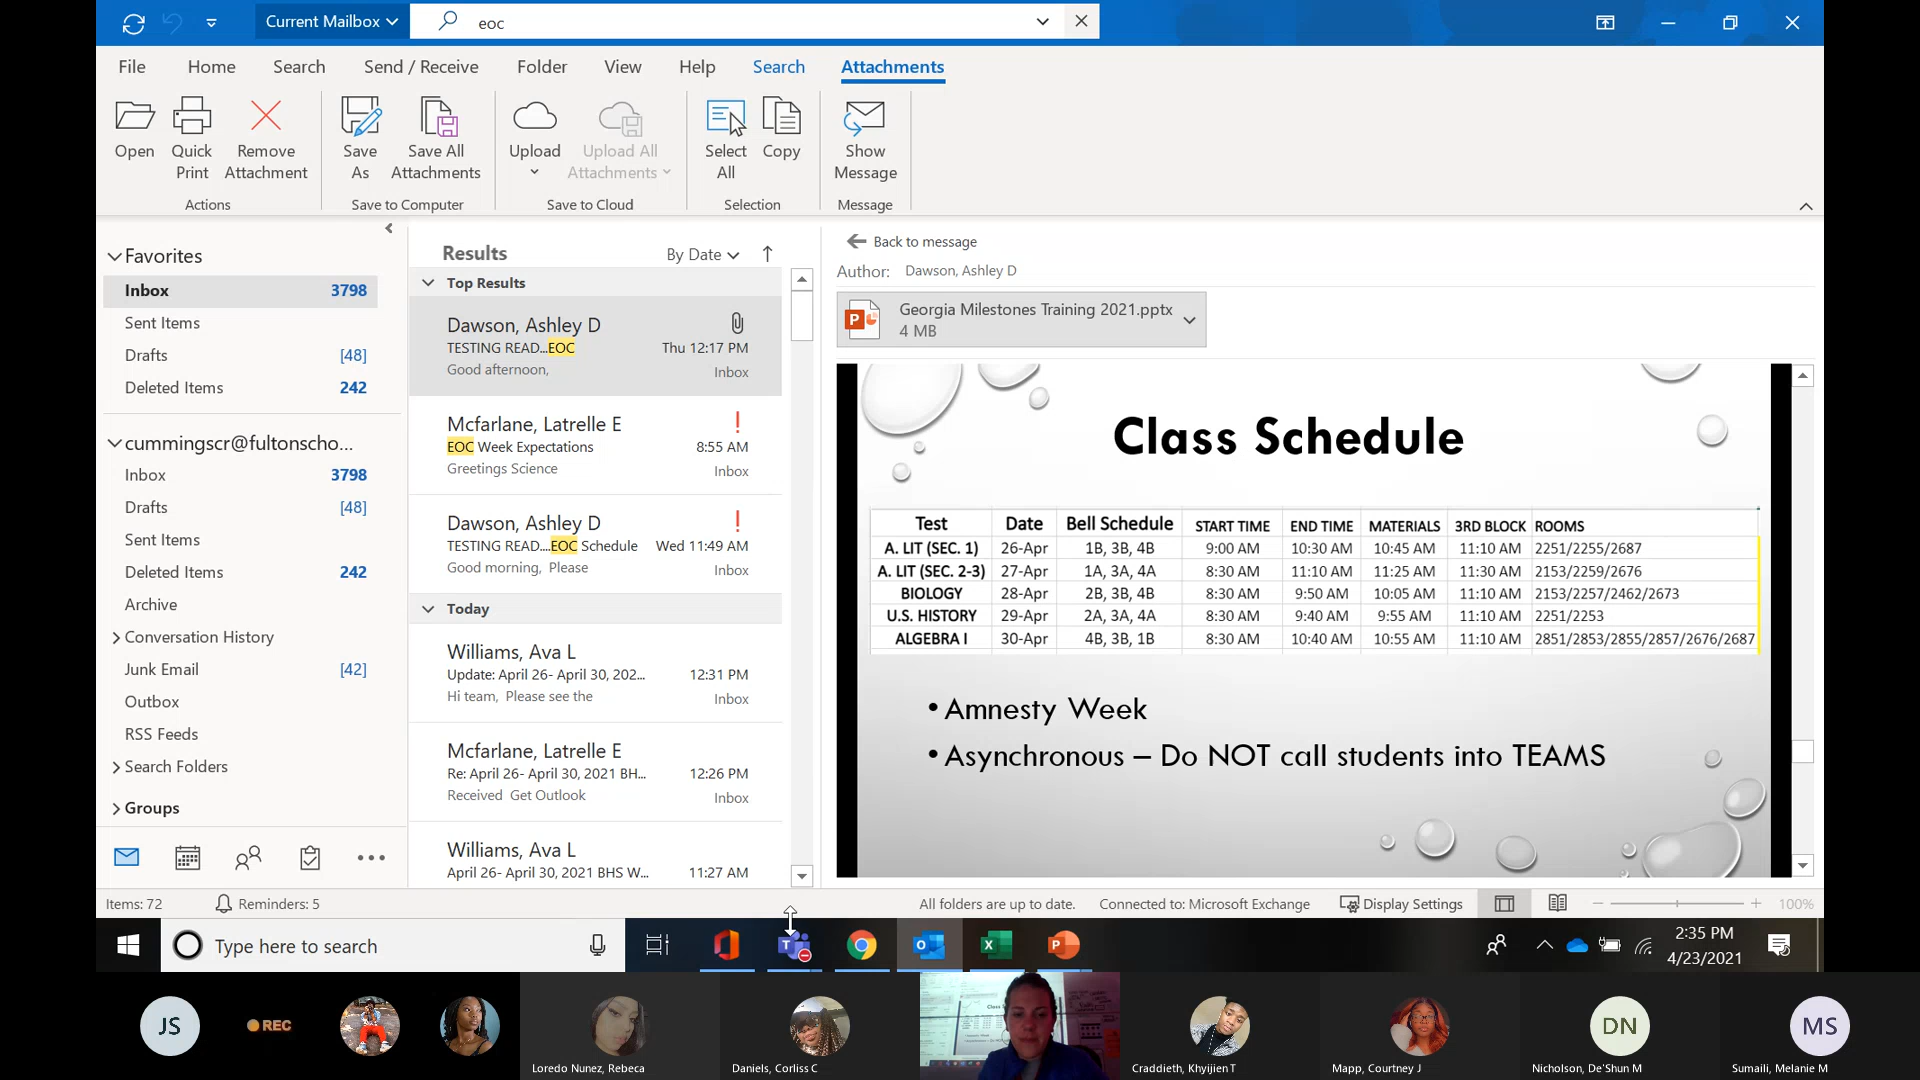 Current Mailbox
eoc
File Home Search Send / Receive Folder View Help Search Attachments
Open
Quick Print
Remove Attachment
Save As
Save All Attachments
Upload
Upload All Attachments
Select All
Copy
Show Message
Actions Save to Computer Save to Cloud Selection Message
Favorites
Inbox 3798
Sent Items
Drafts [48]
Deleted Items 242
cummingscr@fultonscho...
Inbox 3798
Drafts [48]
Sent Items
Deleted Items 242
Archive
Conversation History
Junk Email [42]
Outbox
RSS Feeds
Search Folders
Groups
Results By Date
Top Results
Dawson, Ashley D
TESTING READ...EOC Thu 12:17 PM
Good afternoon, Inbox
Mcfarlane, Latrelle E
EOC Week Expectations 8:55 AM
Greetings Science Inbox
Dawson, Ashley D
TESTING READ....EOC Schedule Wed 11:49 AM
Good morning, Please Inbox
Today
Williams, Ava L
Update: April 26- April 30, 202... 12:31 PM
Hi team, Please see the Inbox
Mcfarlane, Latrelle E
Re: April 26- April 30, 2021 BH... 12:26 PM
Received Get Outlook Inbox
Williams, Ava L
April 26- April 30, 2021 BHS W... 11:27 AM
Back to message
Author: Dawson, Ashley D
Georgia Milestones Training 2021.pptx
4 MB
Class Schedule
Test Date Bell Schedule START TIME END TIME MATERIALS 3RD BLOCK ROOMS
A. LIT (SEC. 1) 26-Apr 1B, 3B, 4B 9:00 AM 10:30 AM 10:45 AM 11:10 AM 2251/2255/2687
A. LIT (SEC. 2-3) 27-Apr 1A, 3A, 4A 8:30 AM 11:10 AM 11:25 AM 11:30 AM 2153/2259/2676
BIOLOGY 28-Apr 2B, 3B, 4B 8:30 AM 9:50 AM 10:05 AM 11:10 AM 2153/2257/2462/2673
U.S. HISTORY 29-Apr 2A, 3A, 4A 8:30 AM 9:40 AM 9:55 AM 11:10 AM 2251/2253
ALGEBRA I 30-Apr 4B, 3B, 1B 8:30 AM 10:40 AM 10:55 AM 11:10 AM 2851/2853/2855/2857/2676/2687
• Amnesty Week
• Asynchronous – Do NOT call students into TEAMS
Items: 72 Reminders: 5 All folders are up to date. Connected to: Microsoft Exchange Display Settings 100%
Type here to search
2:35 PM
4/23/2021
JS REC DN MS
Loredo Nunez, Rebeca Daniels, Corliss C Craddieth, Khyijien T Mapp, Courtney J Nicholson, De'Shun M Sumaili, Melanie M